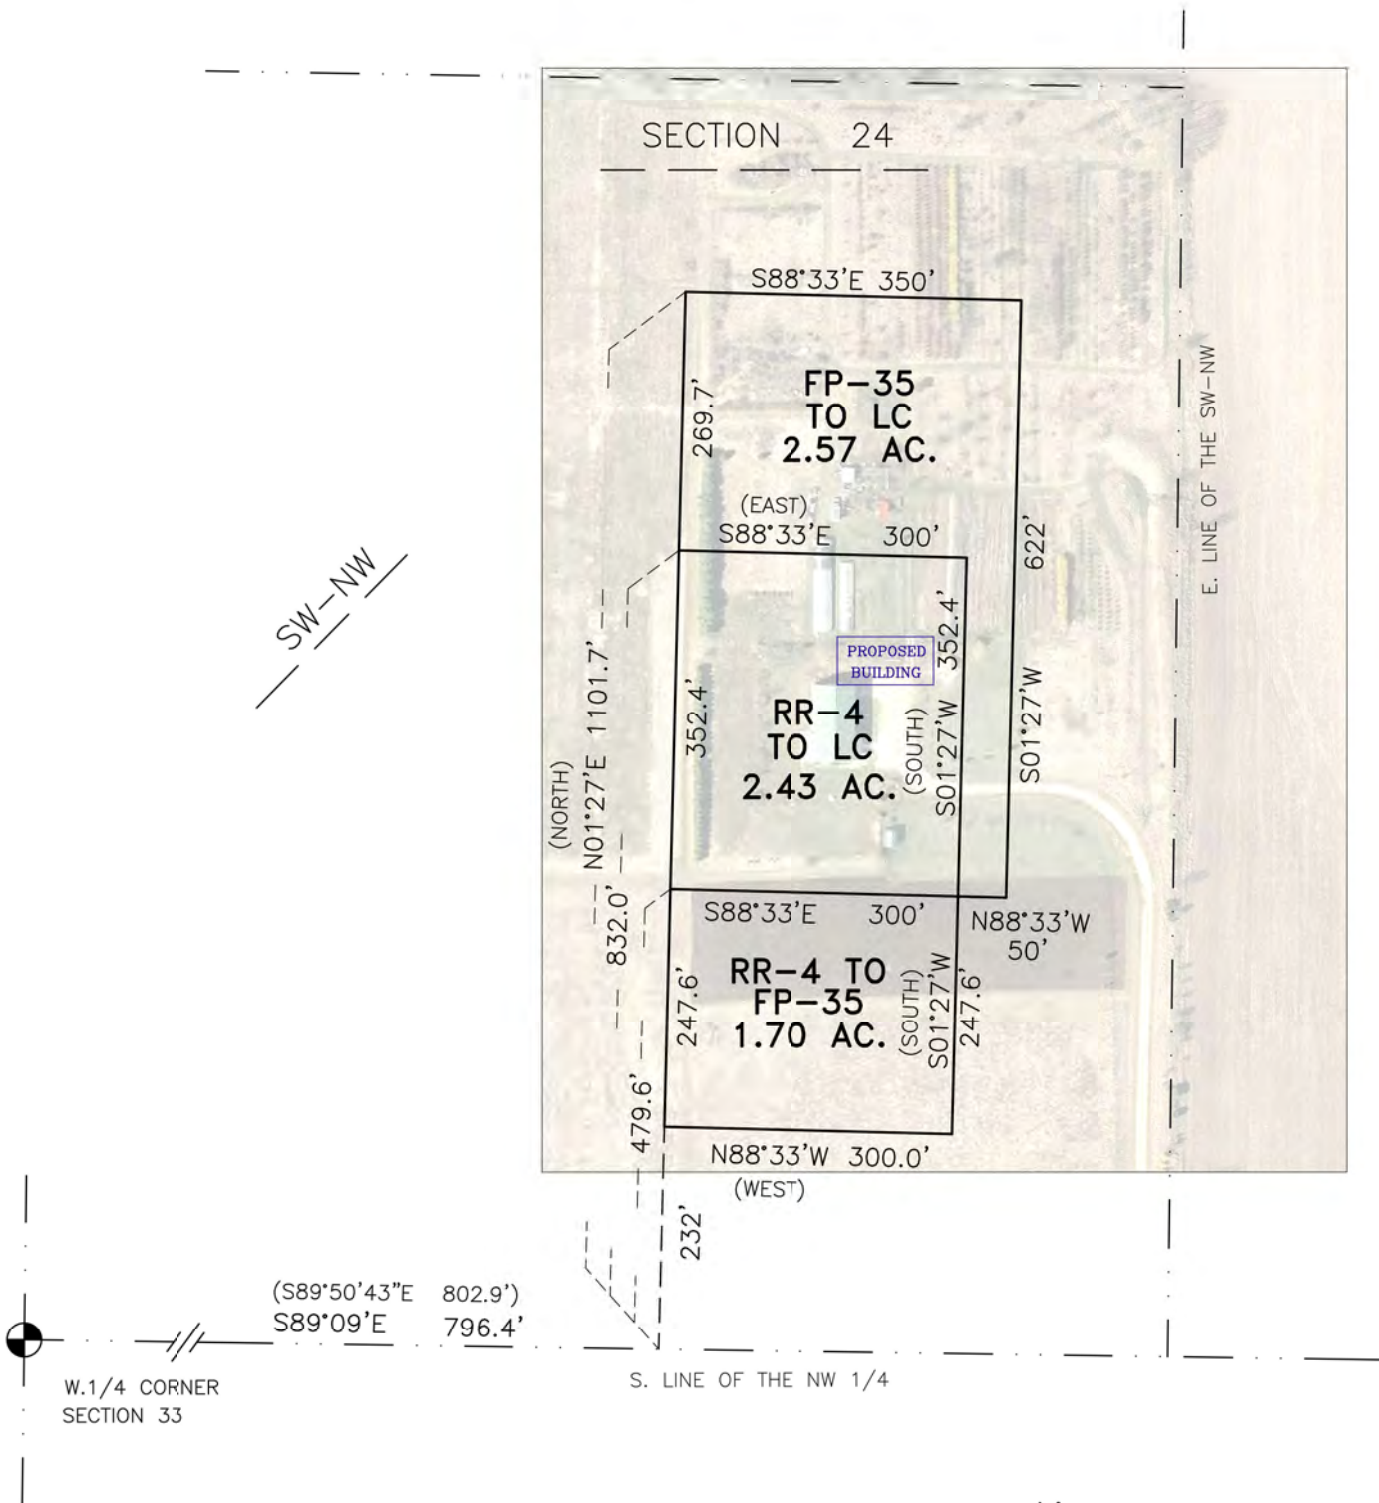 SECTION 24
S88°33'E 350'
FP-35
TO LC
2.57 AC.
269.7'
(EAST)
S88°33'E 300'
622'
S01°27'W
E. LINE OF THE SW-NW
SW-NW
352.4'
PROPOSED
BUILDING
RR-4
TO LC
2.43 AC.
352.4'
(SOUTH)
S01°27'W
(NORTH)
N01°27'E 1101.7'
832.0'
S88°33'E 300'
N88°33'W
50'
RR-4 TO
FP-35
1.70 AC.
247.6'
(SOUTH)
S01°27'W
247.6'
479.6'
N88°33'W 300.0'
(WEST)
232'
(S89°50'43"E 802.9')
S89°09'E 796.4'
W.1/4 CORNER
SECTION 33
S. LINE OF THE NW 1/4